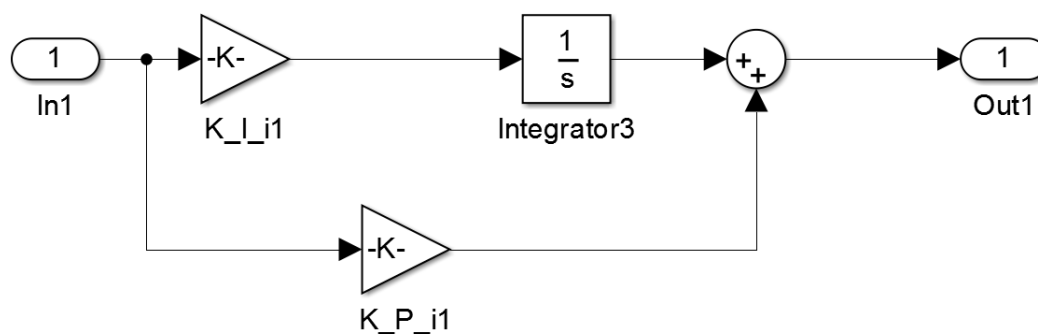 1
In1
-K-
K_I_i1
1
s
Integrator3
+
+
1
Out1
-K-
K_P_i1